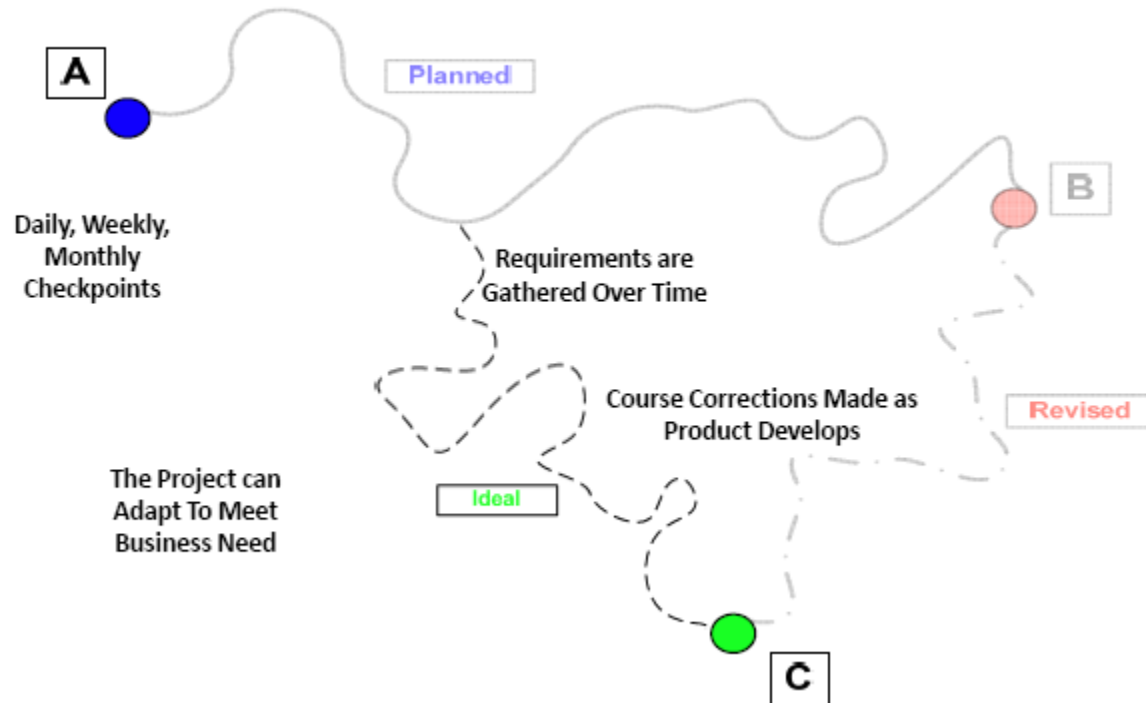 A
Planned
B
Daily, Weekly,
Monthly
Checkpoints
Requirements are
Gathered Over Time
Course Corrections Made as
Product Develops
Revised
The Project can
Adapt To Meet
Business Need
Ideal
C